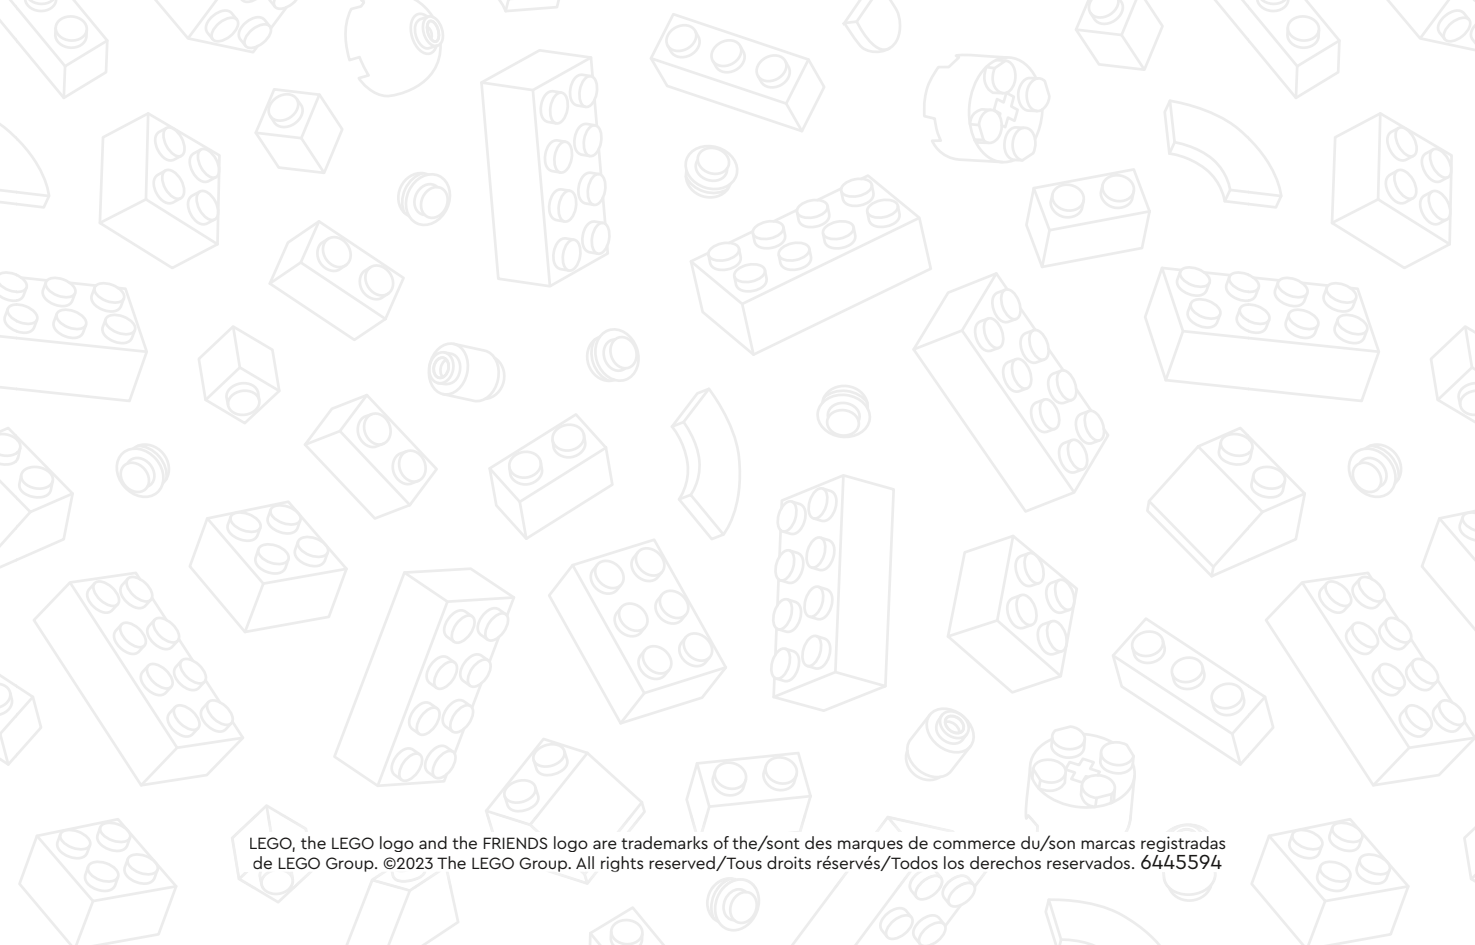 LEGO, the LEGO logo and the FRIENDS logo are trademarks of the/sont des marques de commerce du/son marcas registradas
de LEGO Group. ©2023 The LEGO Group. All rights reserved/Tous droits réservés/Todos los derechos reservados. 6445594